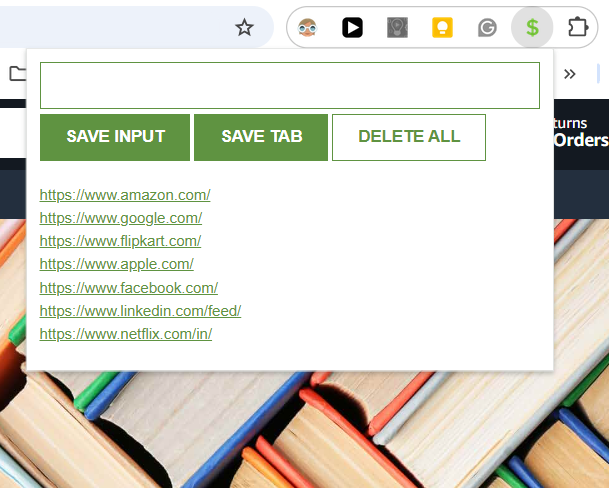 $
SAVE INPUT SAVE TAB DELETE ALL
turns
Orders
https://www.amazon.com/
https://www.google.com/
https://www.flipkart.com/
https://www.apple.com/
https://www.facebook.com/
https://www.linkedin.com/feed/
https://www.netflix.com/in/